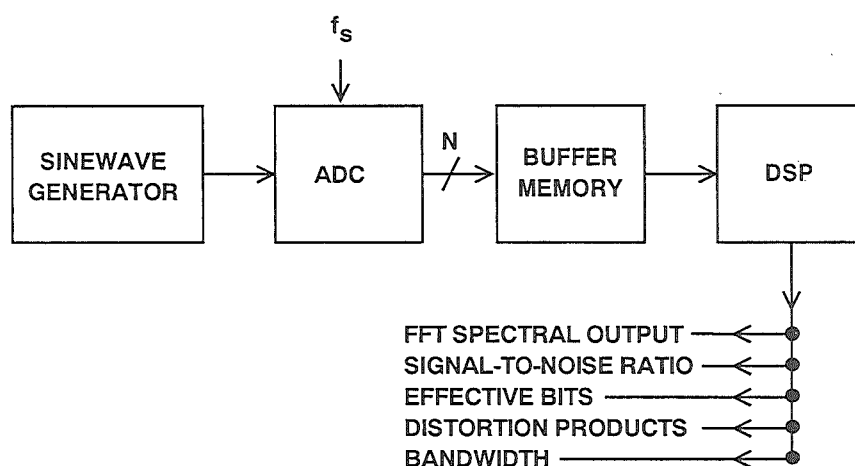 fs
SINEWAVE
GENERATOR
ADC
N
BUFFER
MEMORY
DSP
FFT SPECTRAL OUTPUT
SIGNAL-TO-NOISE RATIO
EFFECTIVE BITS
DISTORTION PRODUCTS
BANDWIDTH